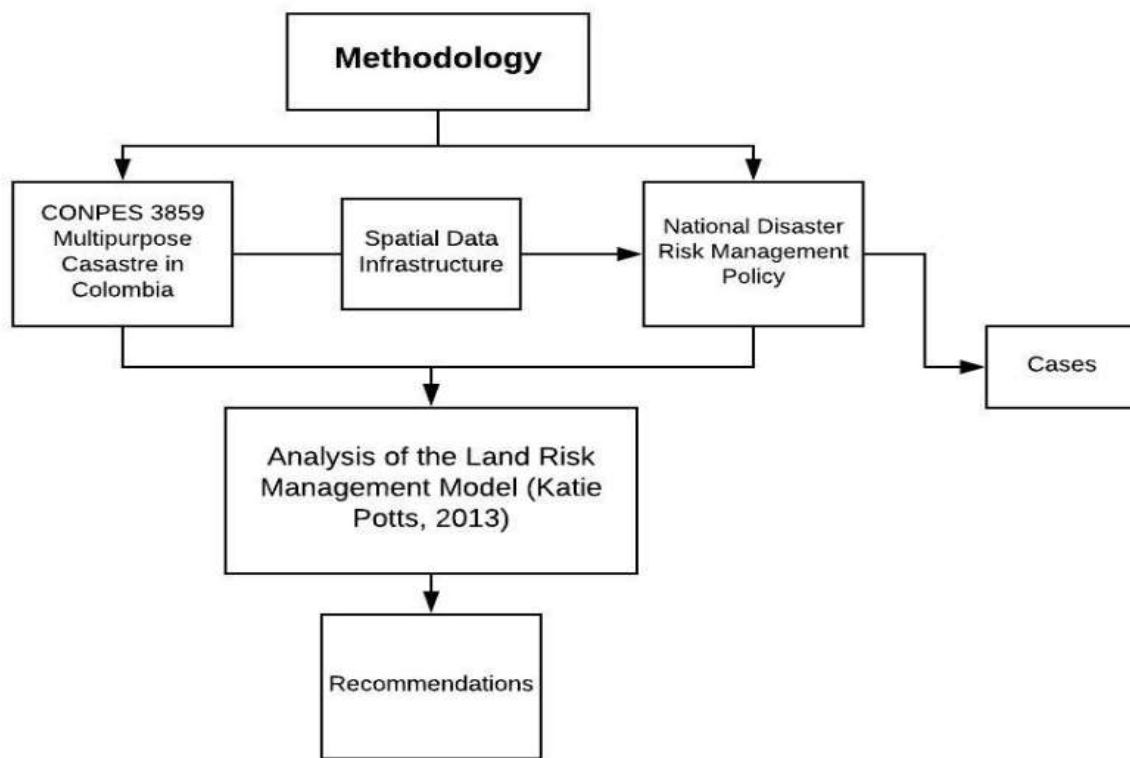 Methodology
CONPES 3859
Multipurpose
Casastre in
Colombia
Spatial Data
Infrastructure
National Disaster
Risk Management
Policy
Cases
Analysis of the Land Risk
Management Model (Katie
Potts, 2013)
Recommendations